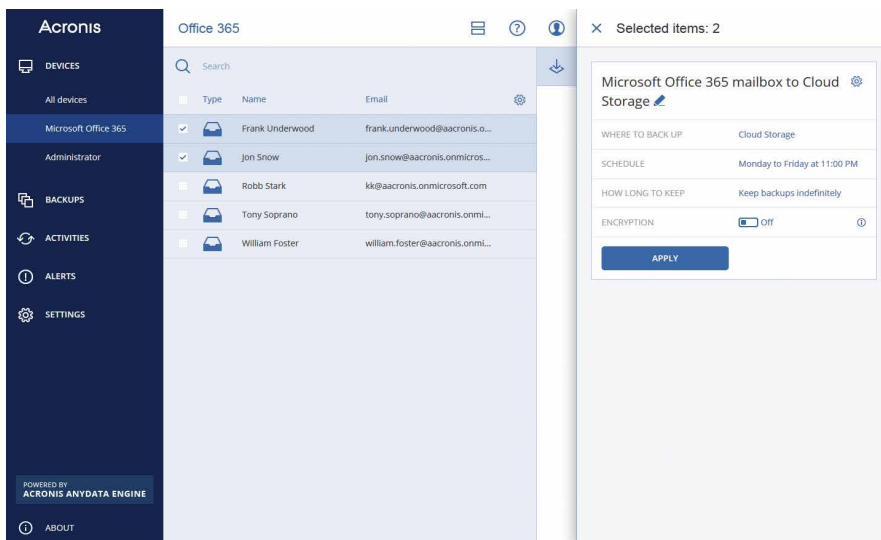 Acronis
DEVICES
All devices
Microsoft Office 365
Administrator
BACKUPS
ACTIVITIES
ALERTS
SETTINGS
POWERED BY
ACRONIS ANYDATA ENGINE
ABOUT
Office 365
Search
Type Name Email
Frank Underwood frank.underwood@aacronis.o...
Jon Snow jon.snow@aacronis.onmicros...
Robb Stark kk@aacronis.onmicrosoft.com
Tony Soprano tony.soprano@aacronis.onmi...
William Foster william.foster@aacronis.onmi...
Selected items: 2
Microsoft Office 365 mailbox to Cloud
Storage
WHERE TO BACK UP Cloud Storage
SCHEDULE Monday to Friday at 11:00 PM
HOW LONG TO KEEP Keep backups indefinitely
ENCRYPTION Off
APPLY